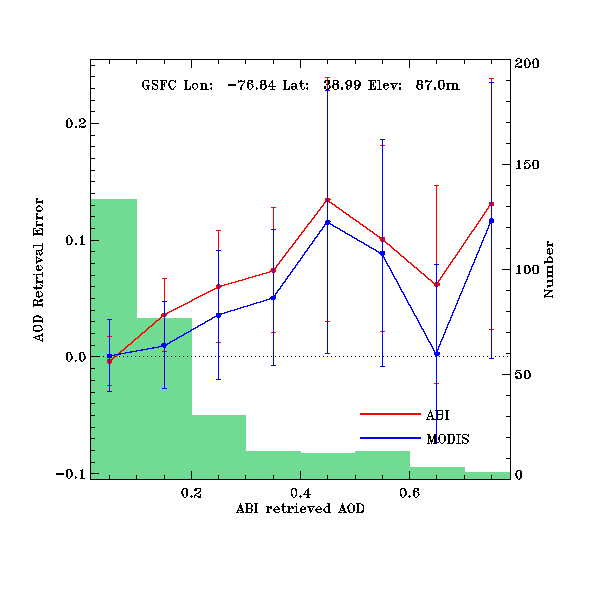 GSFC Lon: -76.84 Lat: 38.99 Elev: 87.0m
200
0.2
150
0.1
100
0.0
50
-0.1
0
AOD Retrieval Error
Number
ABI
MODIS
0.2 0.4 0.6
ABI retrieved AOD